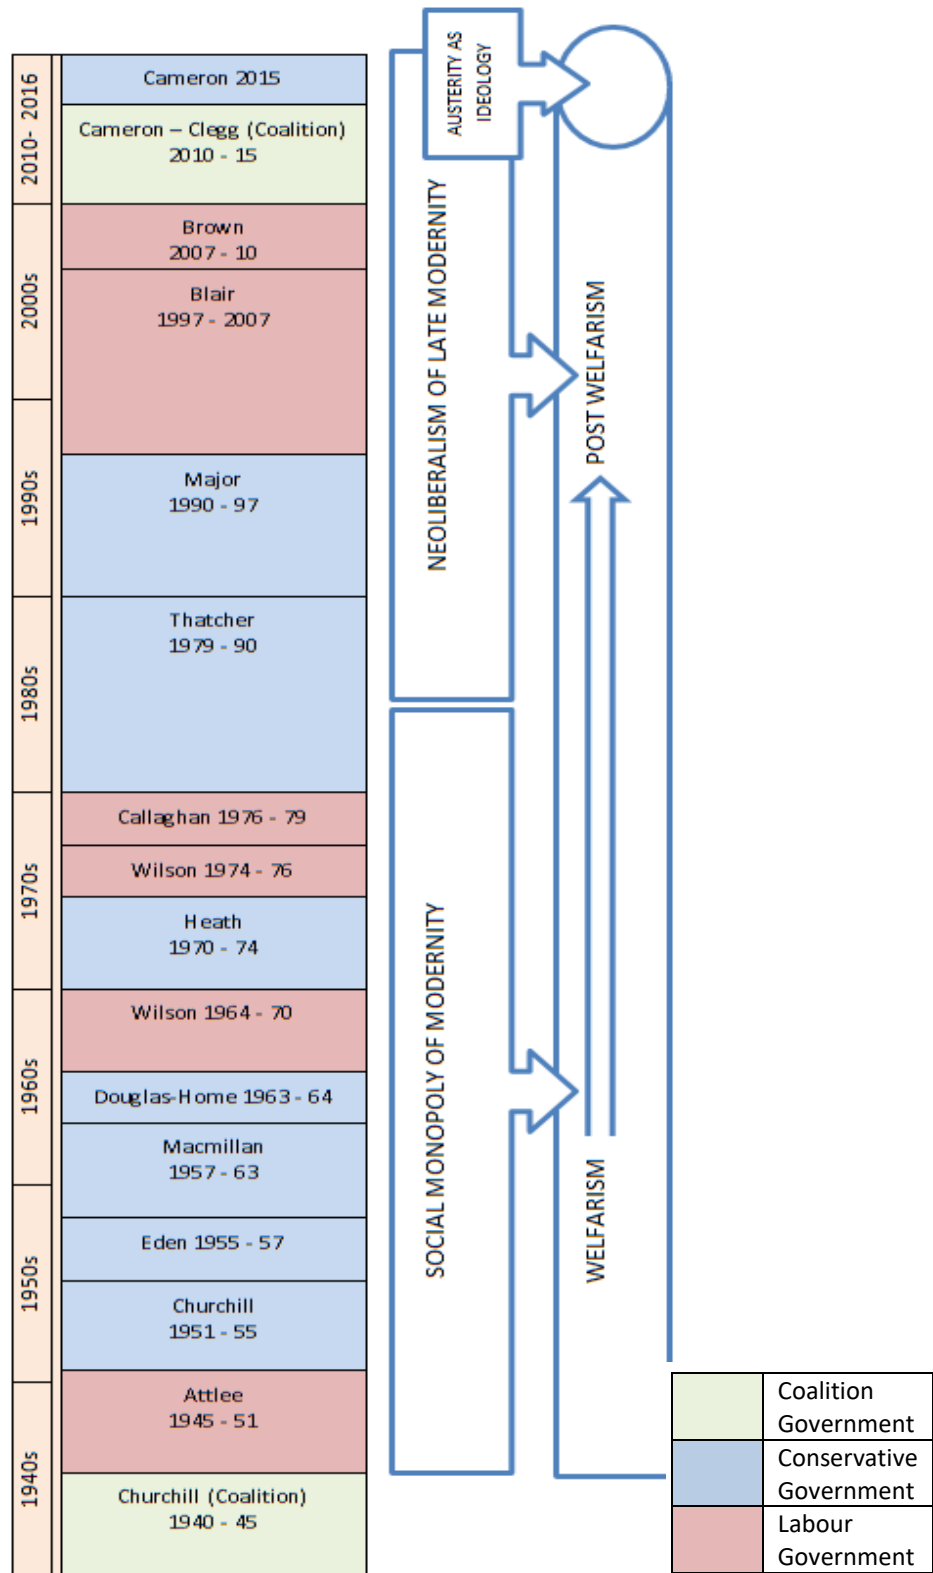 2010- 2016
2000s
1990s
1980s
1970s
1960s
1950s
1940s
Cameron 2015
Cameron – Clegg (Coalition)
2010 - 15
Brown
2007 - 10
Blair
1997 - 2007
Major
1990 - 97
Thatcher
1979 - 90
Callaghan 1976 - 79
Wilson 1974 - 76
Heath
1970 - 74
Wilson 1964 - 70
Douglas-Home 1963 - 64
Macmillan
1957 - 63
Eden 1955 - 57
Churchill
1951 - 55
Attlee
1945 - 51
Churchill (Coalition)
1940 - 45
AUSTERITY AS
IDEOLOGY
NEOLIBERALISM OF LATE MODERNITY
SOCIAL MONOPOLY OF MODERNITY
POST WELFARISM
WELFARISM
Coalition
Government
Conservative
Government
Labour
Government